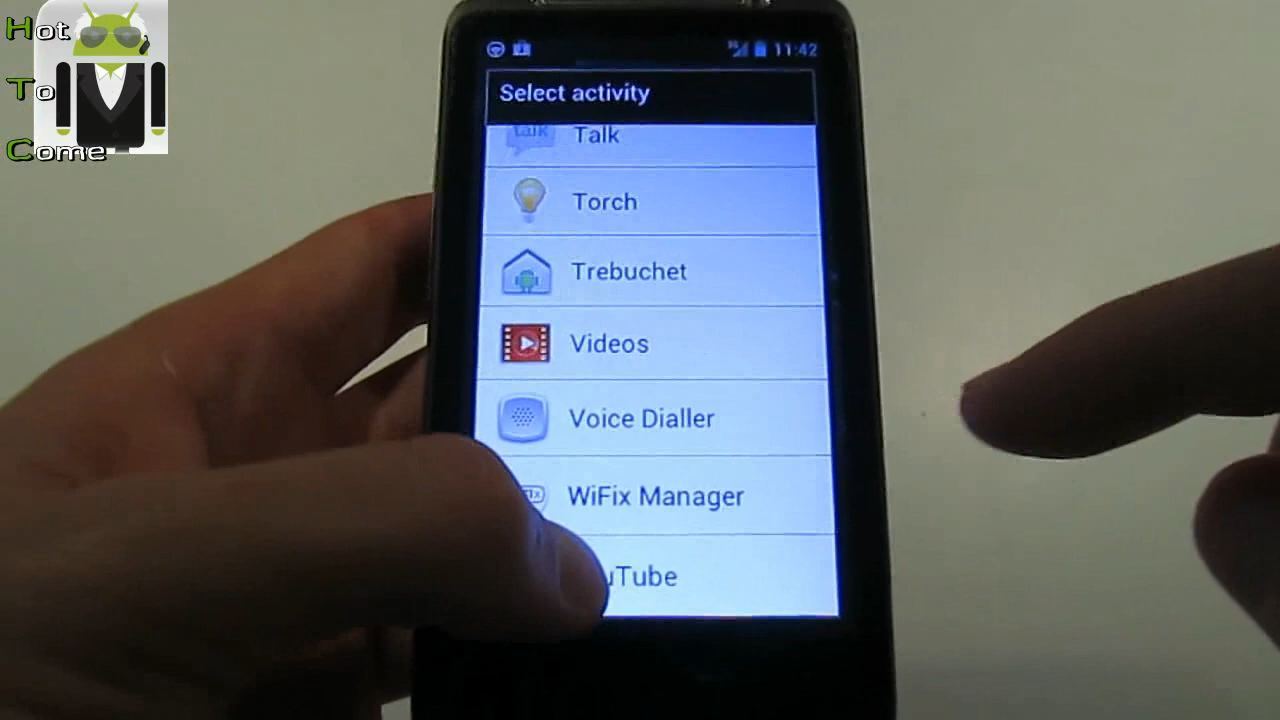 Hot
To
Come
11:42
Select activity
Talk
Torch
Trebuchet
Videos
Voice Dialler
WiFix Manager
uTube